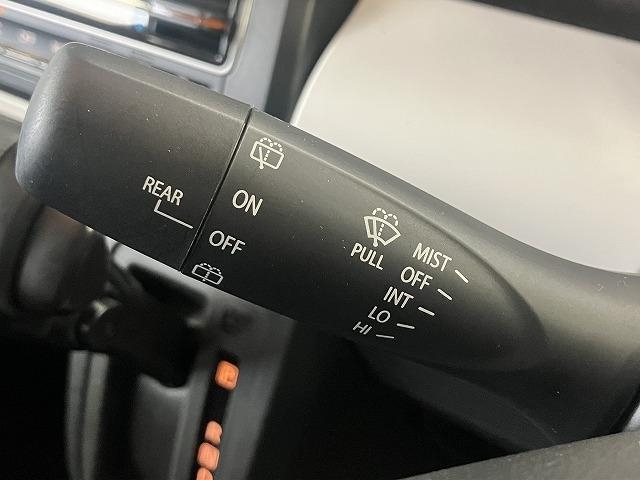 REAR
ON
OFF
PULL
MIST
OFF
INT
LO
HI
P